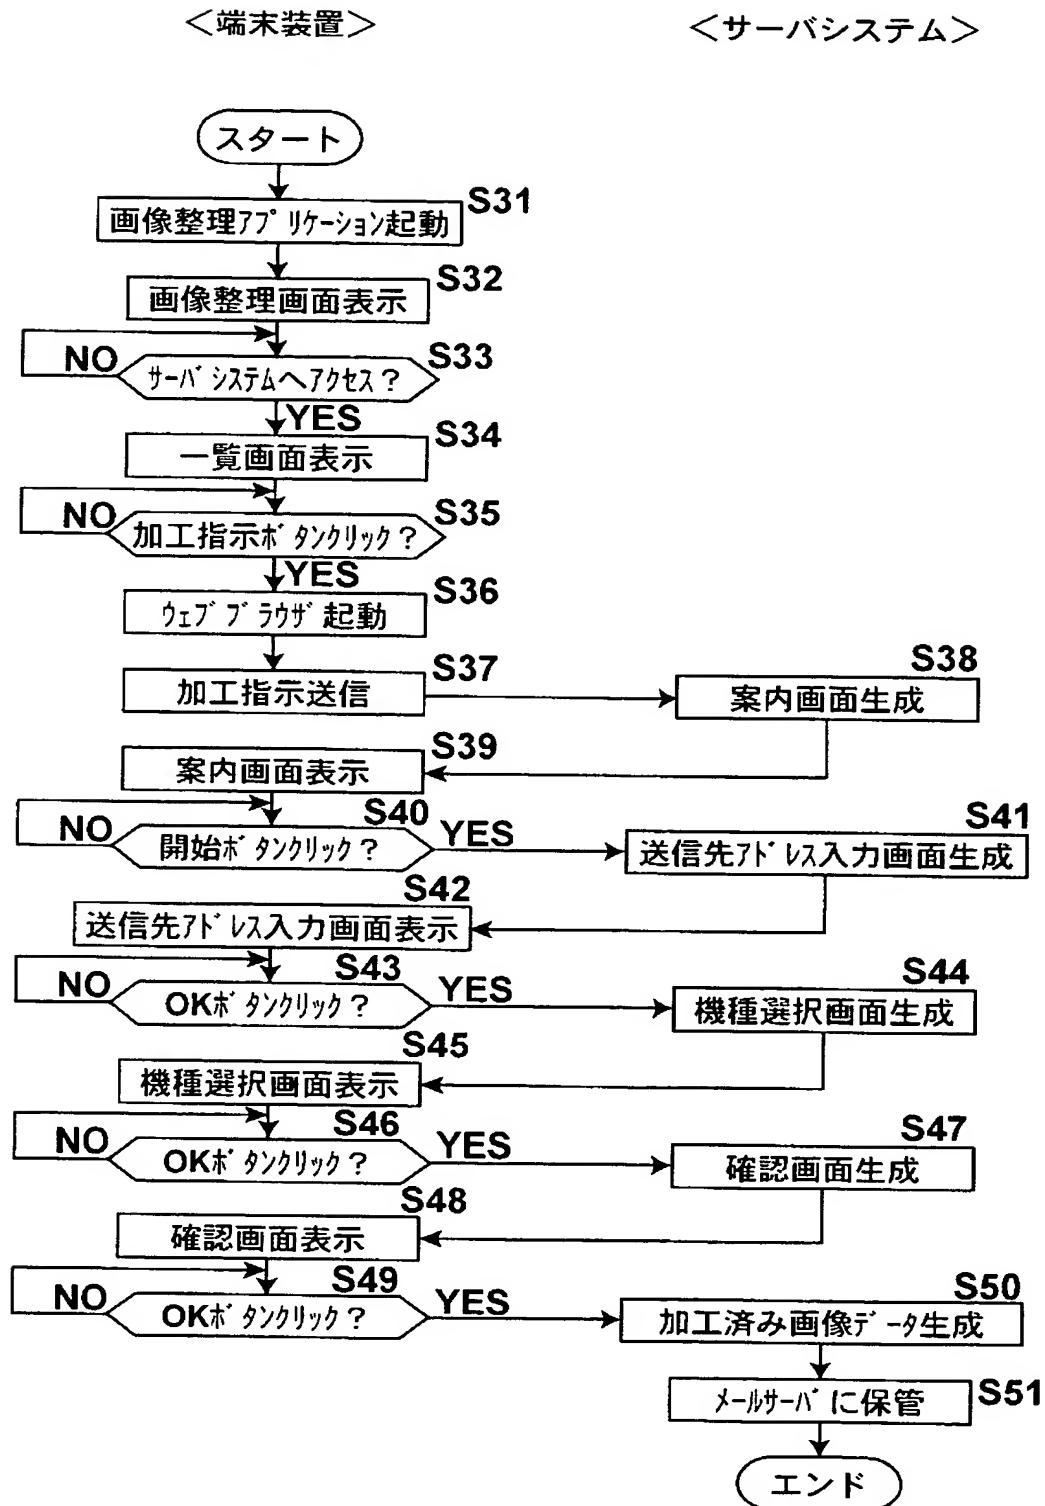 <端末装置>
<サーバシステム>
スタート
S31
画像整理ｱﾌﾟﾘｹｰｼｮﾝ起動
S32
画像整理画面表示
S33
NO
ｻｰﾊﾞｼｽﾃﾑへｱｸｾｽ?
YES
S34
一覧画面表示
S35
NO
加工指示ﾎﾞﾀﾝｸﾘｯｸ?
YES
S36
ｳｪﾌﾞﾌﾞﾗｳｻﾞ起動
S37
加工指示送信
S38
案内画面生成
S39
案内画面表示
S40
NO
開始ﾎﾞﾀﾝｸﾘｯｸ?
YES
S41
送信先ｱﾄﾞﾚｽ入力画面生成
S42
送信先ｱﾄﾞﾚｽ入力画面表示
S43
NO
OKﾎﾞﾀﾝｸﾘｯｸ?
YES
S44
機種選択画面生成
S45
機種選択画面表示
S46
NO
OKﾎﾞﾀﾝｸﾘｯｸ?
YES
S47
確認画面生成
S48
確認画面表示
S49
NO
OKﾎﾞﾀﾝｸﾘｯｸ?
YES
S50
加工済み画像ﾃﾞｰﾀ生成
S51
ﾒｰﾙｻｰﾊﾞに保管
エンド